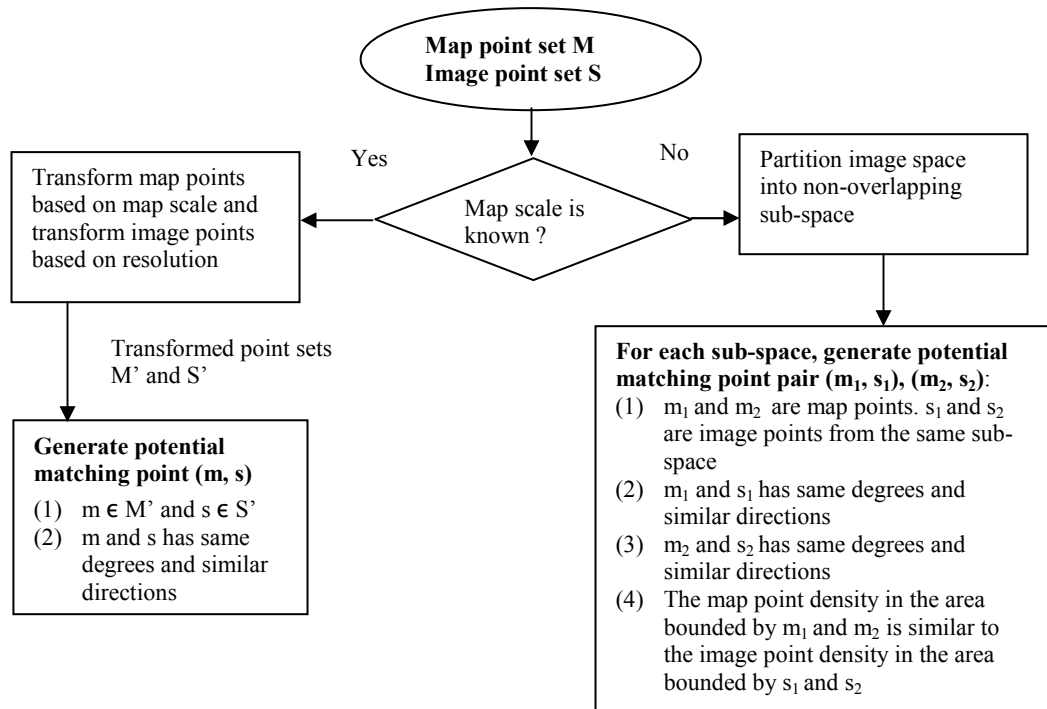 Map point set M
Image point set S
Yes
No
Map scale is
known ?
Transform map points
based on map scale and
transform image points
based on resolution
Partition image space
into non-overlapping
sub-space
Transformed point sets
M’ and S’
Generate potential
matching point (m, s)
(1) m ϵ M’ and s ϵ S’
(2) m and s has same
degrees and similar
directions
For each sub-space, generate potential
matching point pair (m₁, s₁), (m₂, s₂):
(1) m₁ and m₂ are map points. s₁ and s₂
are image points from the same sub-
space
(2) m₁ and s₁ has same degrees and
similar directions
(3) m₂ and s₂ has same degrees and
similar directions
(4) The map point density in the area
bounded by m₁ and m₂ is similar to
the image point density in the area
bounded by s₁ and s₂